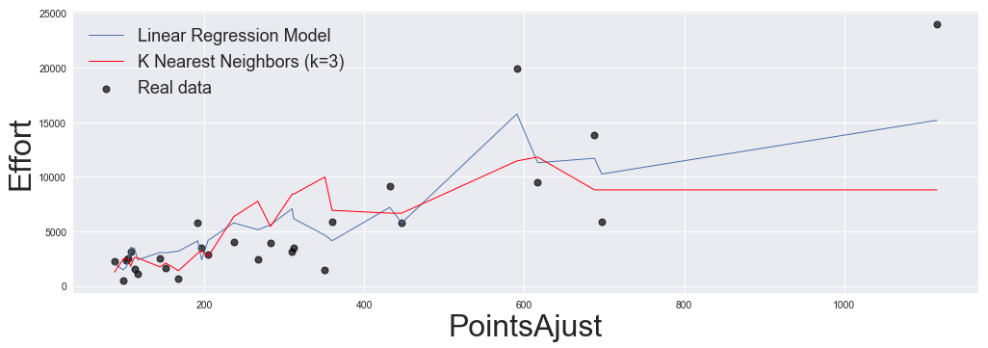 25000
20000
15000
10000
5000
0
Effort
Linear Regression Model
K Nearest Neighbors (k=3)
Real data
200 400 600 800 1000
PointsAjust